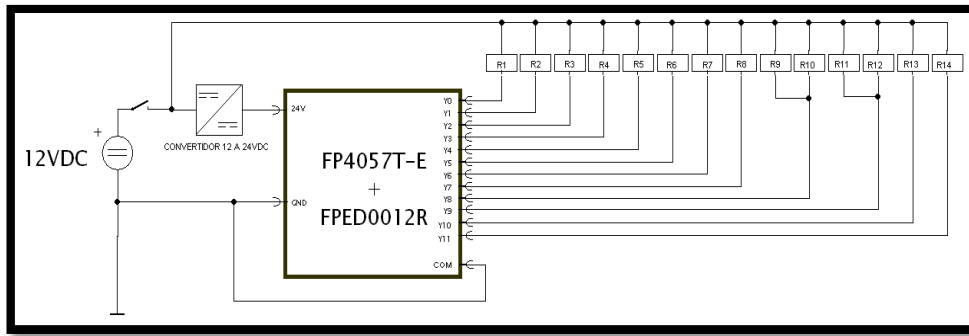 R1 R2 R3 R4 R5 R6 R7 R8 R9 R10 R11 R12 R13 R14
12VDC
+
CONVERTIDOR 12 A 24VDC
24V
GND
FP4057T-E
+
FPED0012R
Y0
Y1
Y2
Y3
Y4
Y5
Y6
Y7
Y8
Y9
Y10
Y11
COM